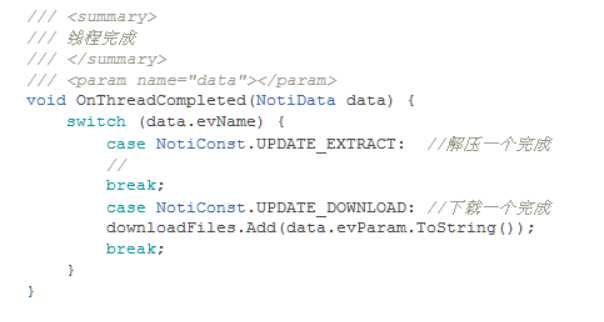 /// <summary>
/// 线程完成
/// </summary>
/// <param name="data"></param>
void OnThreadCompleted(NotiData data) {
    switch (data.evName) {
        case NotiConst.UPDATE_EXTRACT:  //解压一个完成
        //
        break;
        case NotiConst.UPDATE_DOWNLOAD: //下载一个完成
        downloadFiles.Add(data.evParam.ToString());
        break;
    }
}